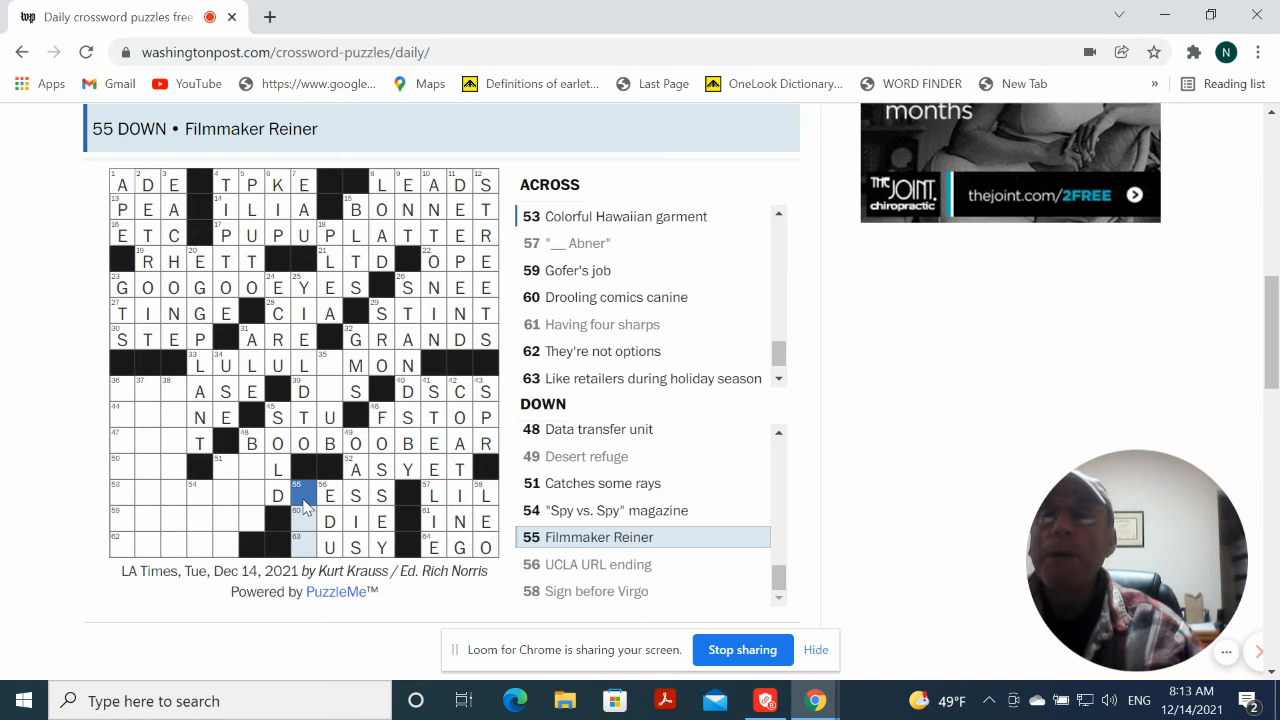 Daily crossword puzzles free
washingtonpost.com/crossword-puzzles/daily/
N
Apps
Gmail
YouTube
https://www.google...
Maps
Definitions of earlet...
Last Page
OneLook Dictionary...
WORD FINDER
New Tab
»
Reading list
55 DOWN • Filmmaker Reiner
months
THE JOINT. chiropractic
thejoint.com/2FREE
A D E T P K E L E A D S
P E A I L I A B O N N E T
E T C P U P U P L A T T E R
R H E T T L T D O P E
G O O G O O E Y E S S N E E
T I N G E C I A S T I N T
S T E P A R E G R A N D S
L U L U L M O N
A S E D S D S C S
N E S T U F S T O P
T B O O B O O B E A R
L A S Y E T
D E S S L I L
D I E I N E
U S Y E G O
ACROSS
53 Colorful Hawaiian garment
57 "__ Abner"
59 Gofer's job
60 Drooling comics canine
61 Having four sharps
62 They're not options
63 Like retailers during holiday season
DOWN
48 Data transfer unit
49 Desert refuge
51 Catches some rays
54 "Spy vs. Spy" magazine
55 Filmmaker Reiner
56 UCLA URL ending
58 Sign before Virgo
LA Times, Tue, Dec 14, 2021 by Kurt Krauss / Ed. Rich Norris
Powered by PuzzleMe™
Loom for Chrome is sharing your screen.
Stop sharing
Hide
Type here to search
49°F
ENG
8:13 AM
12/14/2021
2